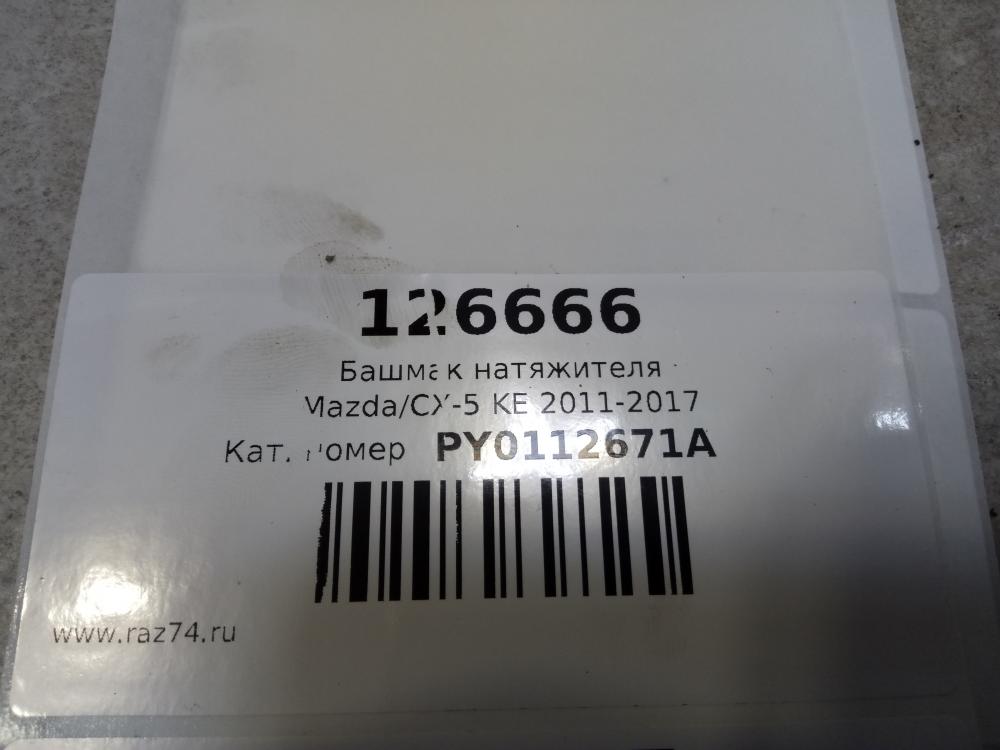 126666
Башмак натяжителя
Mazda/CX-5 KE 2011-2017
Кат. номер PY0112671A
www.raz74.ru